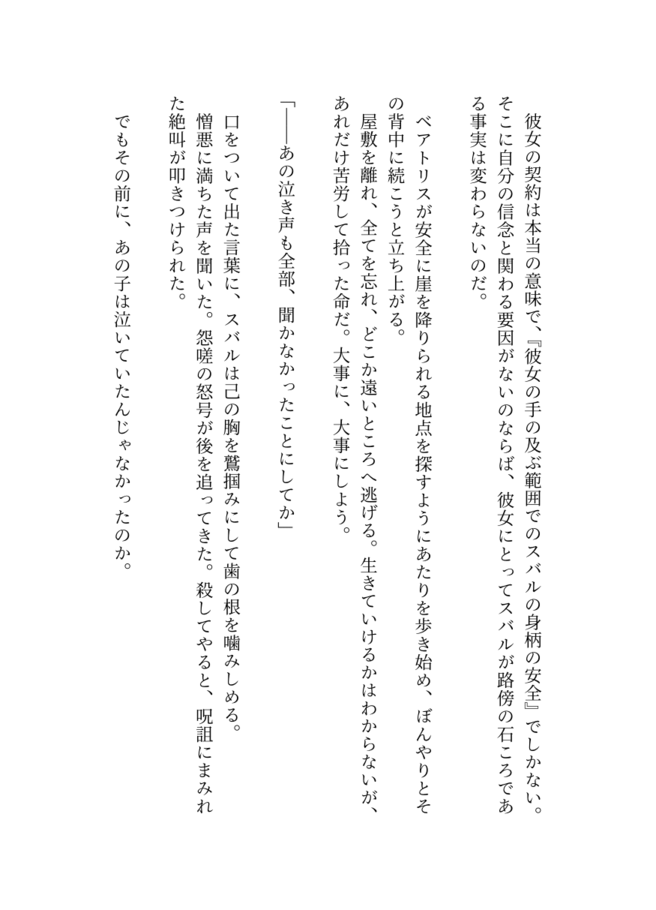 彼女の契約は本当の意味で、『彼女の手の及ぶ範囲でのスバルの身柄の安全』でしかない。
そこに自分の信念と関わる要因がないのならば、彼女にとってスバルが路傍の石ころであ
る事実は変わらないのだ。
　ベアトリスが安全に崖を降りられる地点を探すようにあたりを歩き始め、ぼんやりとそ
の背中に続こうと立ち上がる。
　屋敷を離れ、全てを忘れ、どこか遠いところへ逃げる。生きていけるかはわからないが、
あれだけ苦労して拾った命だ。大事に、大事にしよう。
「――あの泣き声も全部、聞かなかったことにしてか」
　口をついて出た言葉に、スバルは己の胸を鷲掴みにして歯の根を噛みしめる。
　憎悪に満ちた声を聞いた。怨嗟の怒号が後を追ってきた。殺してやると、呪詛にまみれ
た絶叫が叩きつけられた。
　でもその前に、あの子は泣いていたんじゃなかったのか。